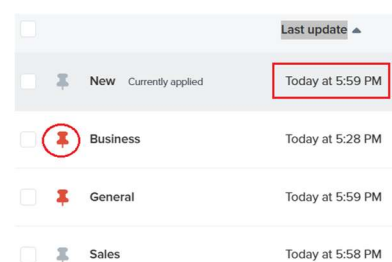 Last update
New Currently applied Today at 5:59 PM
Business Today at 5:28 PM
General Today at 5:59 PM
Sales Today at 5:58 PM